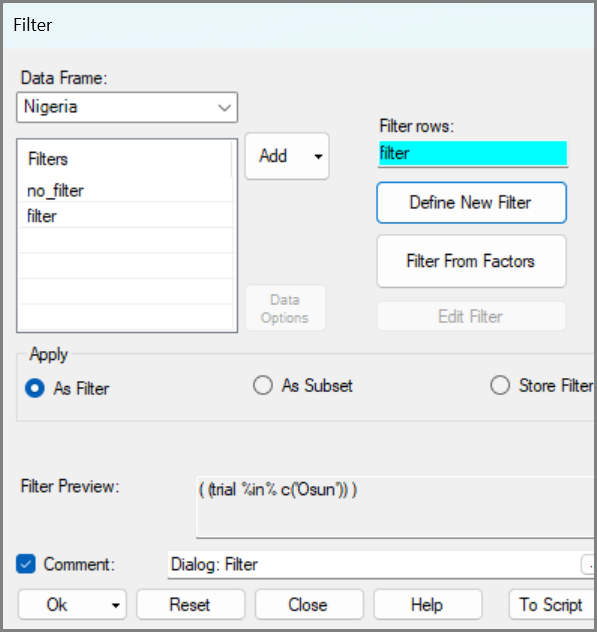 Filter
Data Frame:
Nigeria
Filters
no_filter
filter
Add
Data
Options
Filter rows:
filter
Define New Filter
Filter From Factors
Edit Filter
Apply
As Filter
As Subset
Store Filter
Filter Preview:
( (trial %in% c('Osun')) )
Comment:
Dialog: Filter
Ok
Reset
Close
Help
To Script